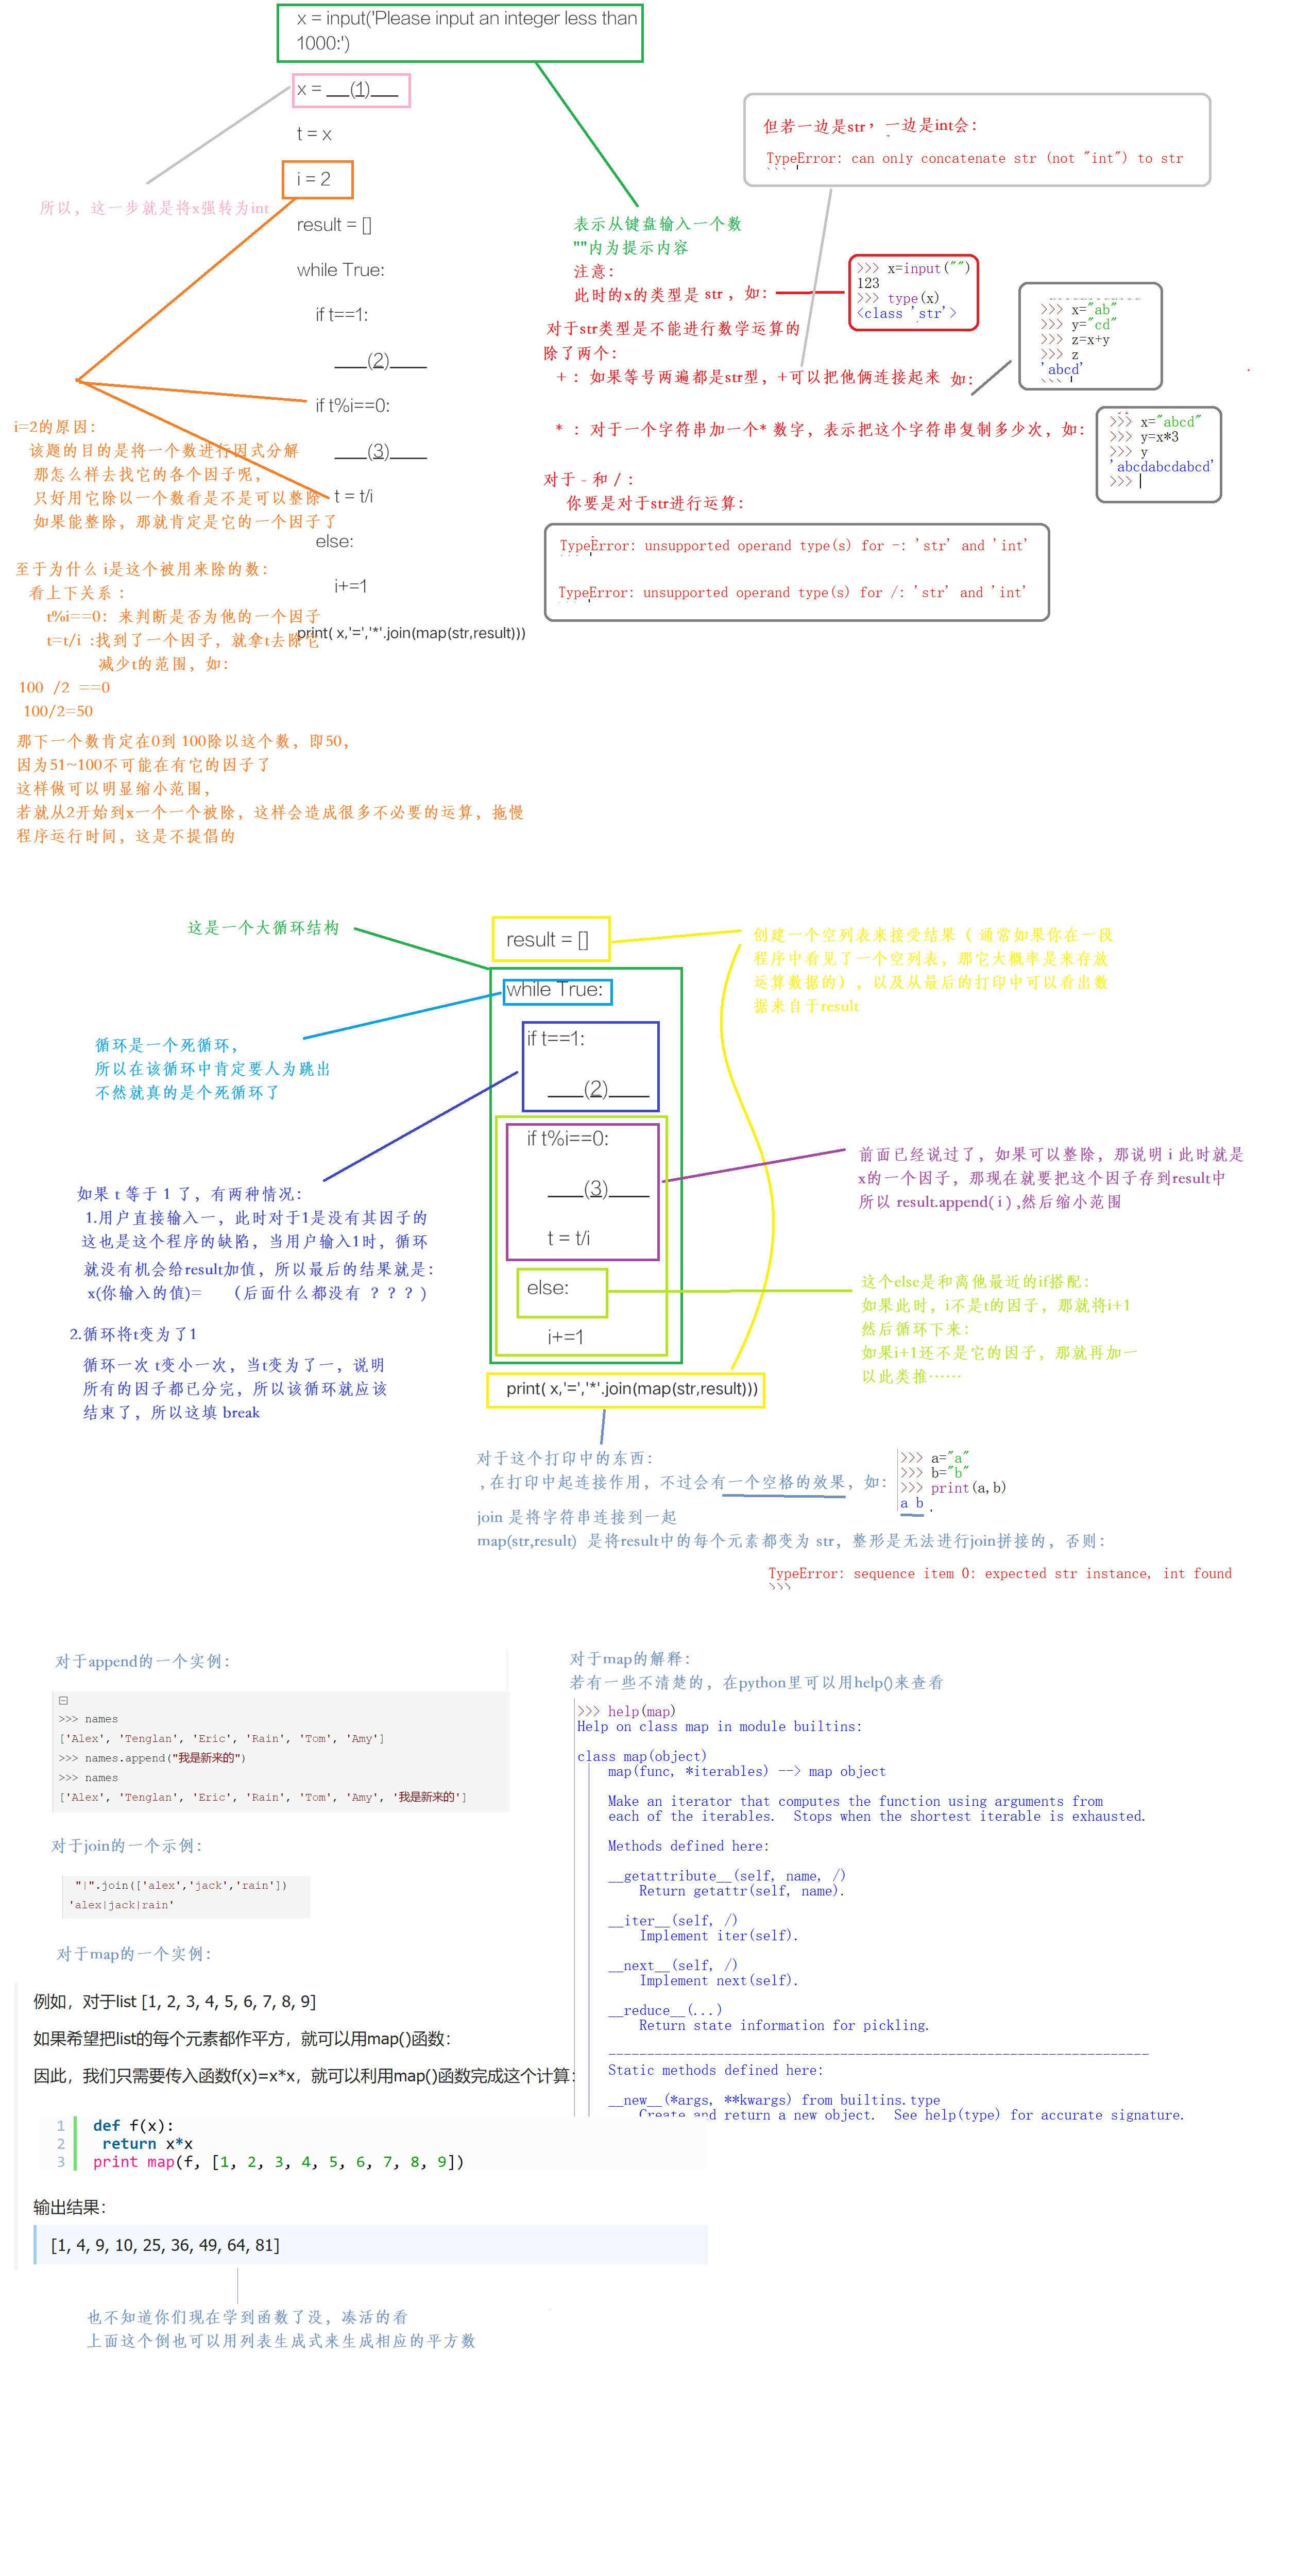 x = input('Please input an integer less than
1000:')
x = ___(1)___
t = x
i = 2
result = []
while True:
if t==1:
____(2)_____
if t%i==0:
____(3)_____
t = t/i
else:
i+=1
print( x,'=','*'.join(map(str,result)))
所以，这一步就是将x强转为int
i=2的原因：
该题的目的是将一个数进行因式分解
那怎么样去找它的各个因子呢，
只好用它除以一个数看是不是可以整除
如果能整除，那就肯定是它的一个因子了
至于为什么 i是这个被用来除的数：
看上下关系：
t%i==0：来判断是否为他的一个因子
t=t/i :找到了一个因子，就拿t去除它
减少t的范围，如：
100 /2 ==0
100/2=50
那下一个数肯定在0到 100除以这个数，即50，
因为51~100不可能在有它的因子了
这样做可以明显缩小范围，
若就从2开始到x一个一个被除，这样会造成很多不必要的运算，拖慢
程序运行时间，这是不提倡的
但若一边是str，一边是int会：
TypeError: can only concatenate str (not "int") to str
表示从键盘输入一个数
""内为提示内容
注意：
此时的x的类型是 str ，如：
>>> x=input("")
123
>>> type(x)
<class 'str'>
对于str类型是不能进行数学运算的
除了两个：
+ ：如果等号两遍都是str型，+可以把他俩连接起来 如：
>>> x="ab"
>>> y="cd"
>>> z=x+y
>>> z
'abcd'
* ：对于一个字符串加一个* 数字，表示把这个字符串复制多少次，如：
>>> x="abcd"
>>> y=x*3
>>> y
'abcdabcdabcd'
>>>
对于 - 和 / ：
你要是对于str进行运算：
TypeError: unsupported operand type(s) for -: 'str' and 'int'
TypeError: unsupported operand type(s) for /: 'str' and 'int'
这是一个大循环结构
result = []
while True:
if t==1:
____(2)_____
if t%i==0:
____(3)_____
t = t/i
else:
i+=1
print( x,'=','*'.join(map(str,result)))
创建一个空列表来接受结果（ 通常如果你在一段
程序中看见了一个空列表，那它大概率是来存放
运算数据的），以及从最后的打印中可以看出数
据来自于result
循环是一个死循环，
所以在该循环中肯定要人为跳出
不然就真的是个死循环了
如果 t 等于 1 了，有两种情况：
1.用户直接输入一，此时对于1是没有其因子的
这也是这个程序的缺陷，当用户输入1时，循环
就没有机会给result加值，所以最后的结果就是：
x(你输入的值)= （后面什么都没有 ？？？）
2.循环将t变为了1
循环一次 t变小一次，当t变为了一，说明
所有的因子都已分完，所以该循环就应该
结束了，所以这填 break
前面已经说过了，如果可以整除，那说明 i 此时就是
x的一个因子，那现在就要把这个因子存到result中
所以 result.append( i ) ,然后缩小范围
这个else是和离他最近的if搭配：
如果此时，i不是t的因子，那就将i+1
然后循环下来：
如果i+1还不是它的因子，那就再加一
以此类推……
对于这个打印中的东西：
, 在打印中起连接作用，不过会有一个空格的效果，如：
>>> a="a"
>>> b="b"
>>> print(a,b)
a b
join 是将字符串连接到一起
map(str,result) 是将result中的每个元素都变为 str，整形是无法进行join拼接的，否则：
TypeError: sequence item 0: expected str instance, int found
>>>
对于append的一个实例：
>>> names
['Alex', 'Tenglan', 'Eric', 'Rain', 'Tom', 'Amy']
>>> names.append("我是新来的")
>>> names
['Alex', 'Tenglan', 'Eric', 'Rain', 'Tom', 'Amy', '我是新来的']
对于join的一个示例：
"|".join(['alex','jack','rain'])
'alex|jack|rain'
对于map的一个实例：
例如，对于list [1, 2, 3, 4, 5, 6, 7, 8, 9]
如果希望把list的每个元素都作平方，就可以用map()函数：
因此，我们只需要传入函数f(x)=x*x，就可以利用map()函数完成这个计算：
1 def f(x):
2 return x*x
3 print map(f, [1, 2, 3, 4, 5, 6, 7, 8, 9])
输出结果：
[1, 4, 9, 10, 25, 36, 49, 64, 81]
也不知道你们现在学到函数了没，凑活的看
上面这个倒也可以用列表生成式来生成相应的平方数
对于map的解释：
若有一些不清楚的，在python里可以用help()来查看
>>> help(map)
Help on class map in module builtins:
class map(object)
map(func, *iterables) --> map object
Make an iterator that computes the function using arguments from
each of the iterables.  Stops when the shortest iterable is exhausted.
Methods defined here:
__getattribute__(self, name, /)
Return getattr(self, name).
__iter__(self, /)
Implement iter(self).
__next__(self, /)
Implement next(self).
__reduce__(...)
Return state information for pickling.
----------------------------------------------------------------------
Static methods defined here:
__new__(*args, **kwargs) from builtins.type
Create and return a new object.  See help(type) for accurate signature.